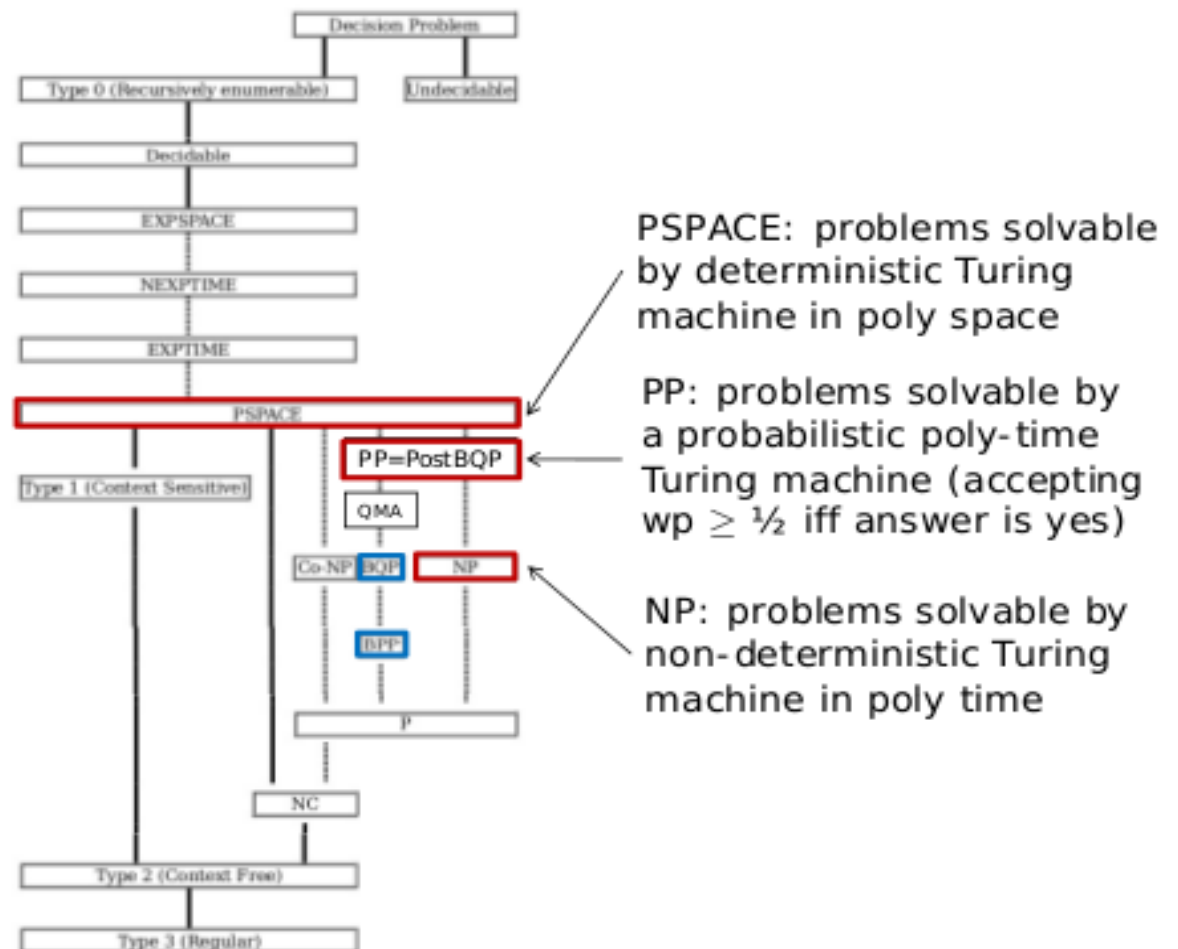 Decision Problem
Type 0 (Recursively enumerable)
Undecidable
Decidable
EXPSPACE
NEXPTIME
EXPTIME
PSPACE
PP=PostBQP
Type 1 (Context Sensitive)
QMA
Co-NP
BQP
NP
BPP
P
NC
Type 2 (Context Free)
Type 3 (Regular)
PSPACE: problems solvable
by deterministic Turing
machine in poly space
PP: problems solvable by
a probabilistic poly-time
Turing machine (accepting
wp ≥ ½ iff answer is yes)
NP: problems solvable by
non-deterministic Turing
machine in poly time